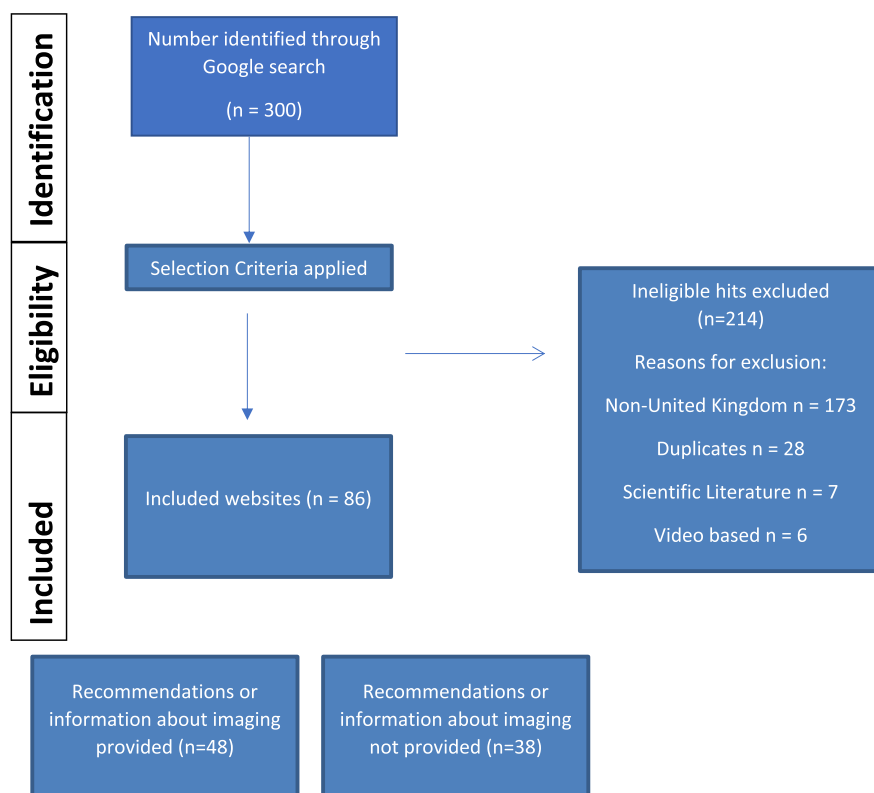 Identification
Number identified through
Google search
(n = 300)
Eligibility
Selection Criteria applied
Ineligible hits excluded
(n=214)
Reasons for exclusion:
Non-United Kingdom n = 173
Duplicates n = 28
Scientific Literature n = 7
Video based n = 6
Included
Included websites (n = 86)
Recommendations or
information about imaging
provided (n=48)
Recommendations or
information about imaging
not provided (n=38)